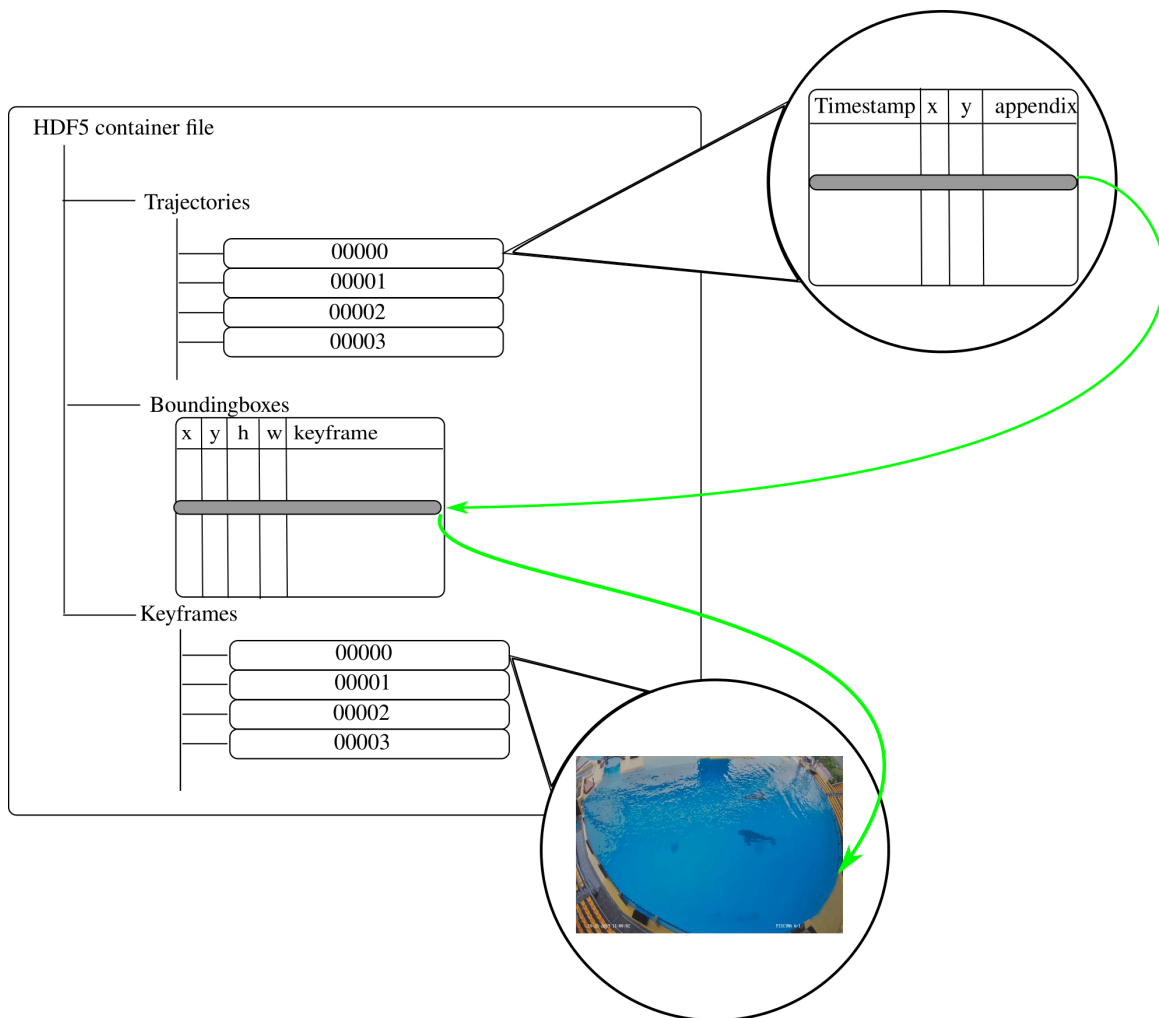 HDF5 container file
Trajectories
00000
00001
00002
00003
Timestamp x y appendix
Boundingboxes
x y h w keyframe
Keyframes
00000
00001
00002
00003